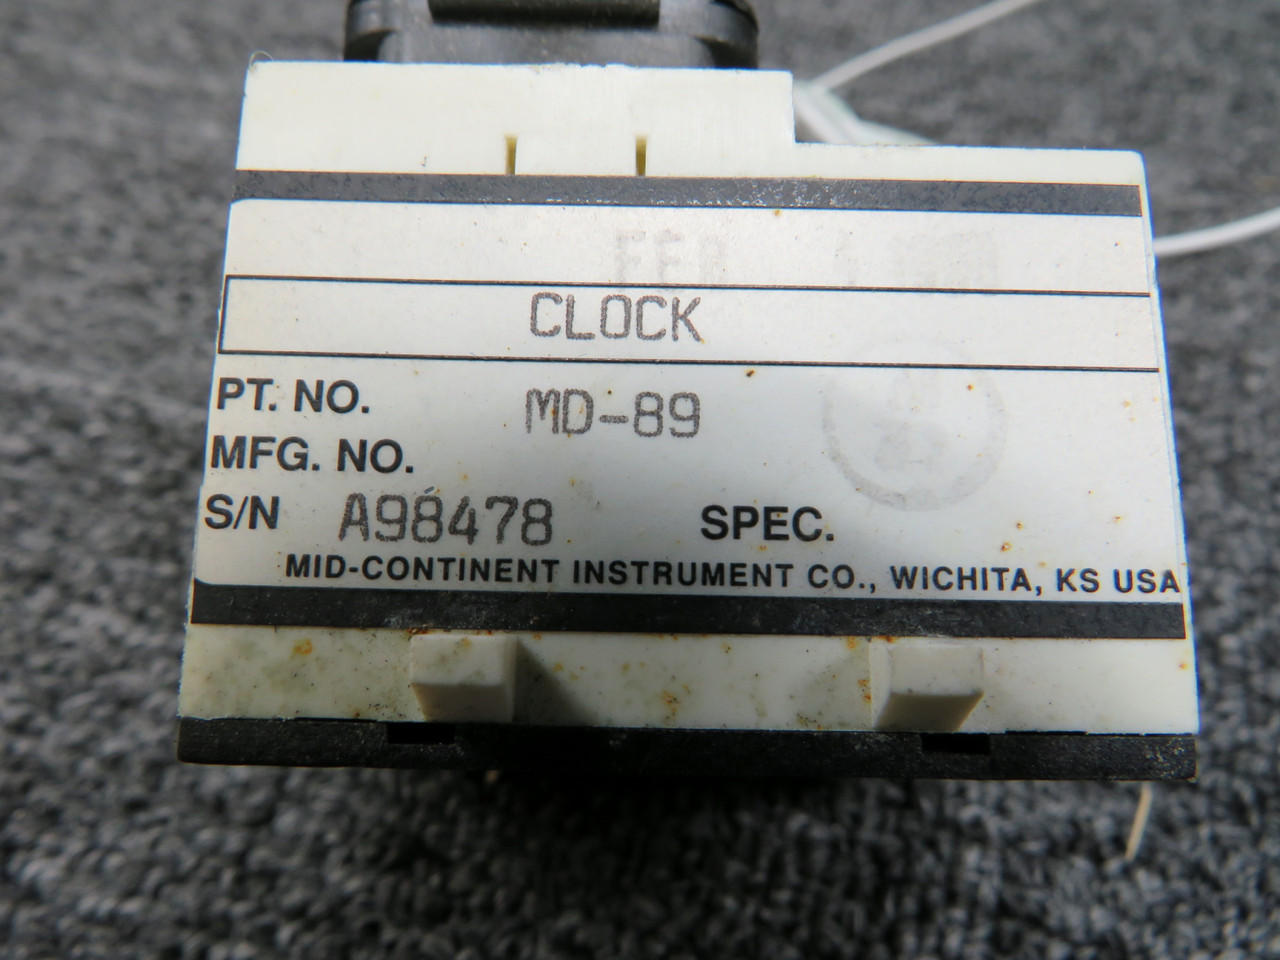 CLOCK
PT. NO. MD-89
MFG. NO.
S/N A98478 SPEC.
MID-CONTINENT INSTRUMENT CO., WICHITA, KS USA